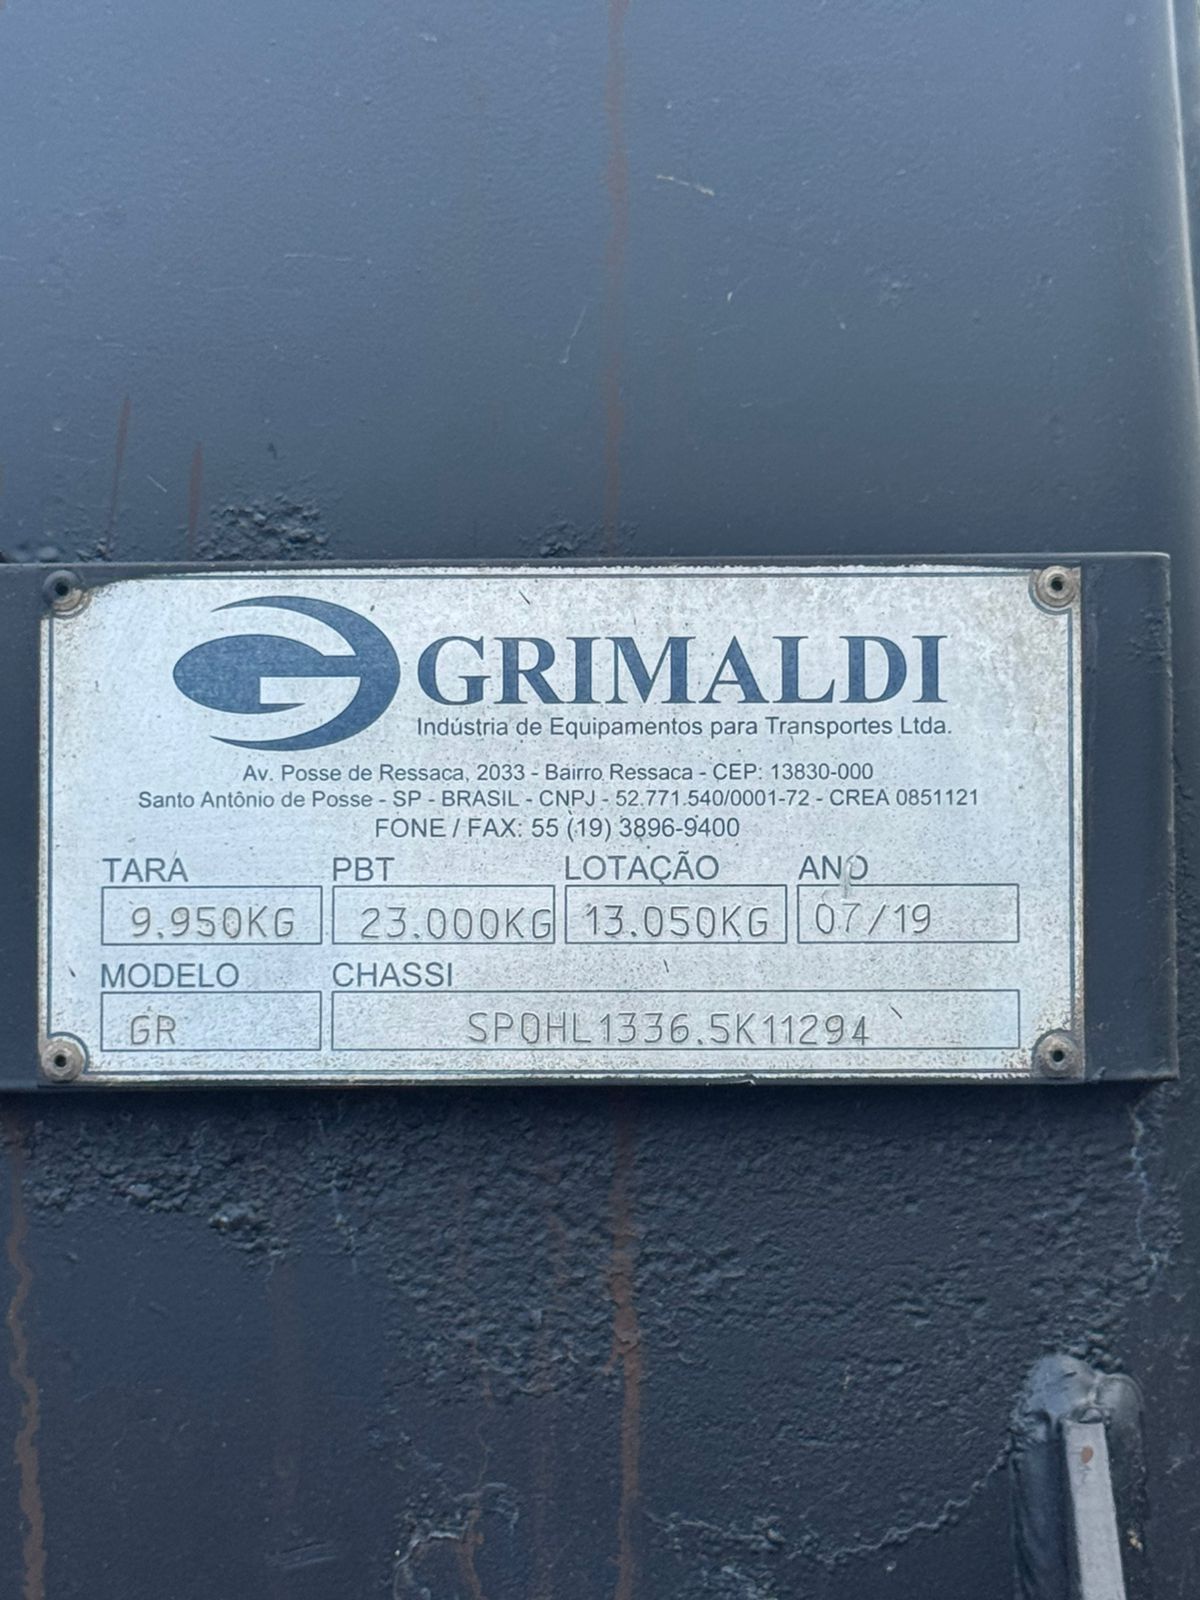 GRIMALDI
Indústria de Equipamentos para Transportes Ltda.
Av. Posse de Ressaca, 2033 - Bairro Ressaca - CEP: 13830-000
Santo Antônio de Posse - SP - BRASIL - CNPJ - 52.771.540/0001-72 - CREA 0851121
FONE / FAX: 55 (19) 3896-9400
TARA PBT LOTAÇÃO ANO
9.950KG 23.000KG 13.050KG 07/19
MODELO CHASSI
GR SPOHL1336.5K11294